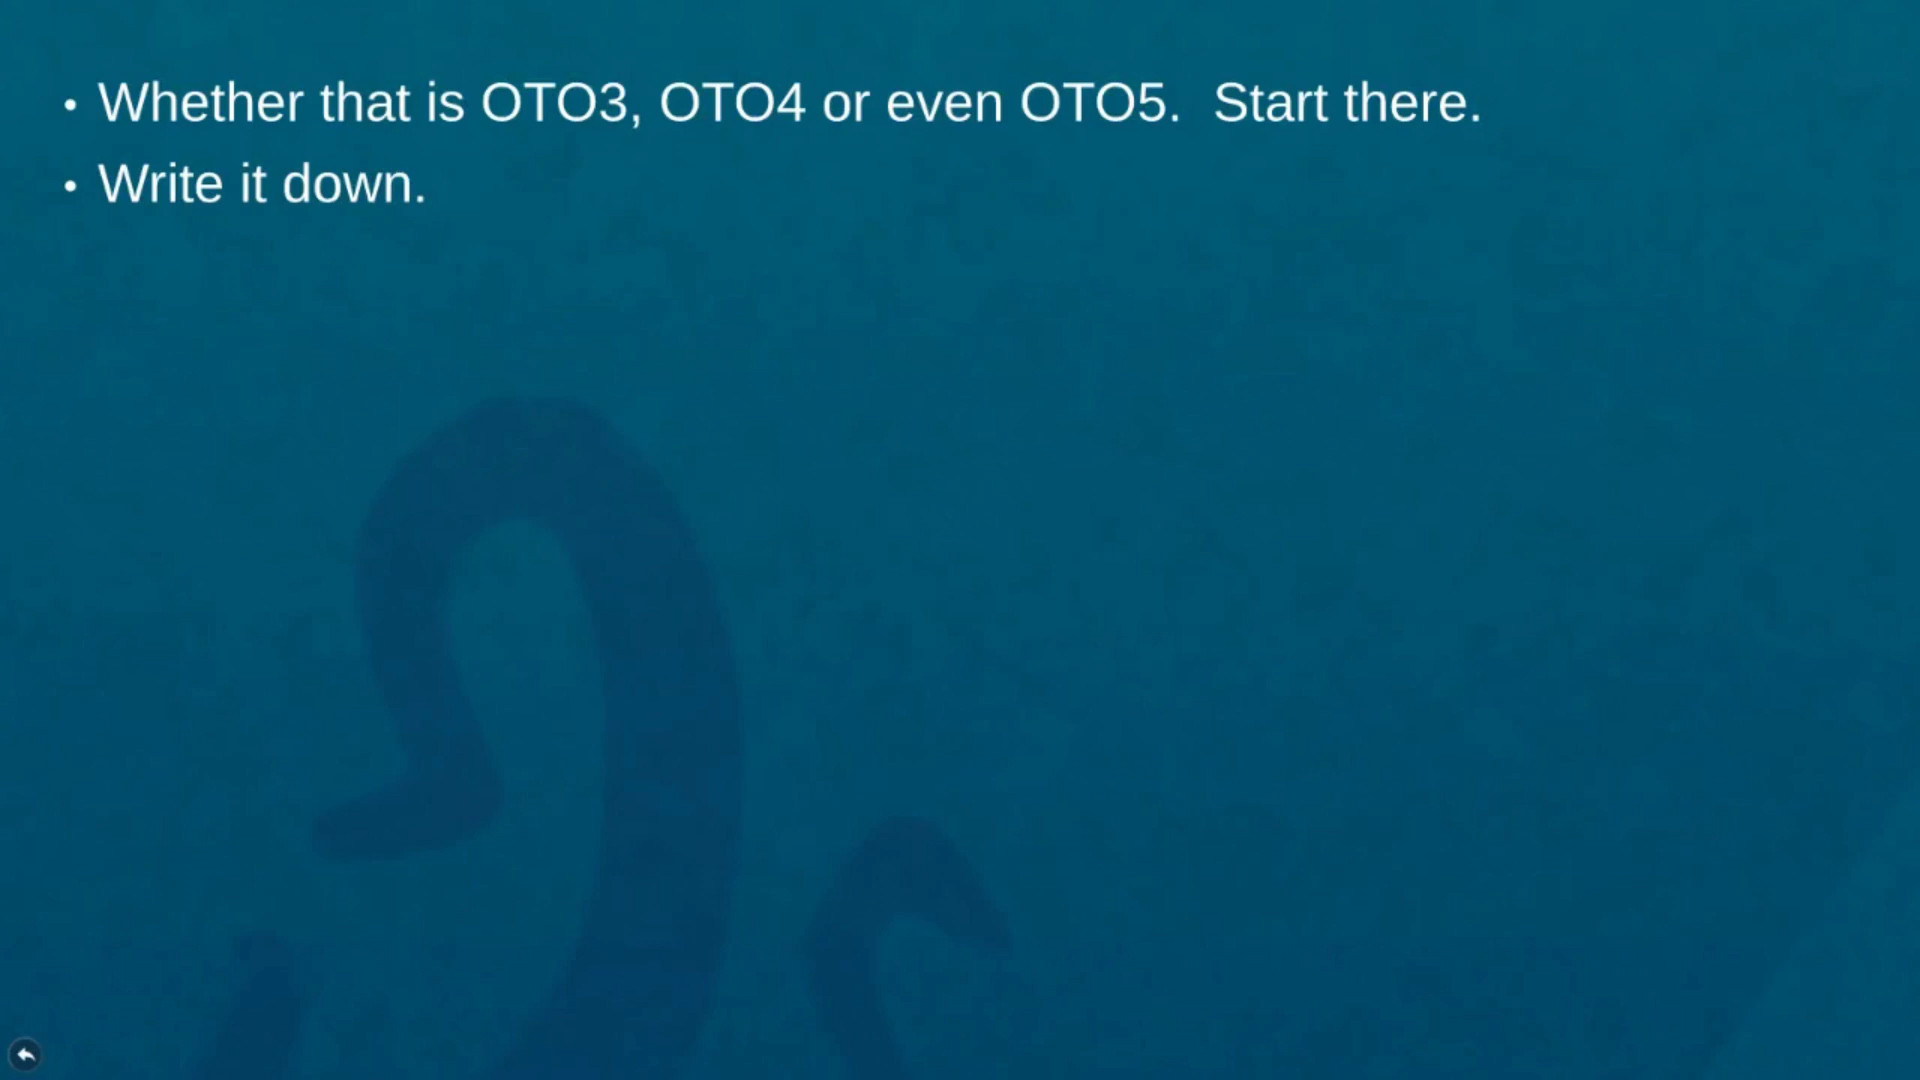 • Whether that is OTO3, OTO4 or even OTO5.  Start there.
• Write it down.